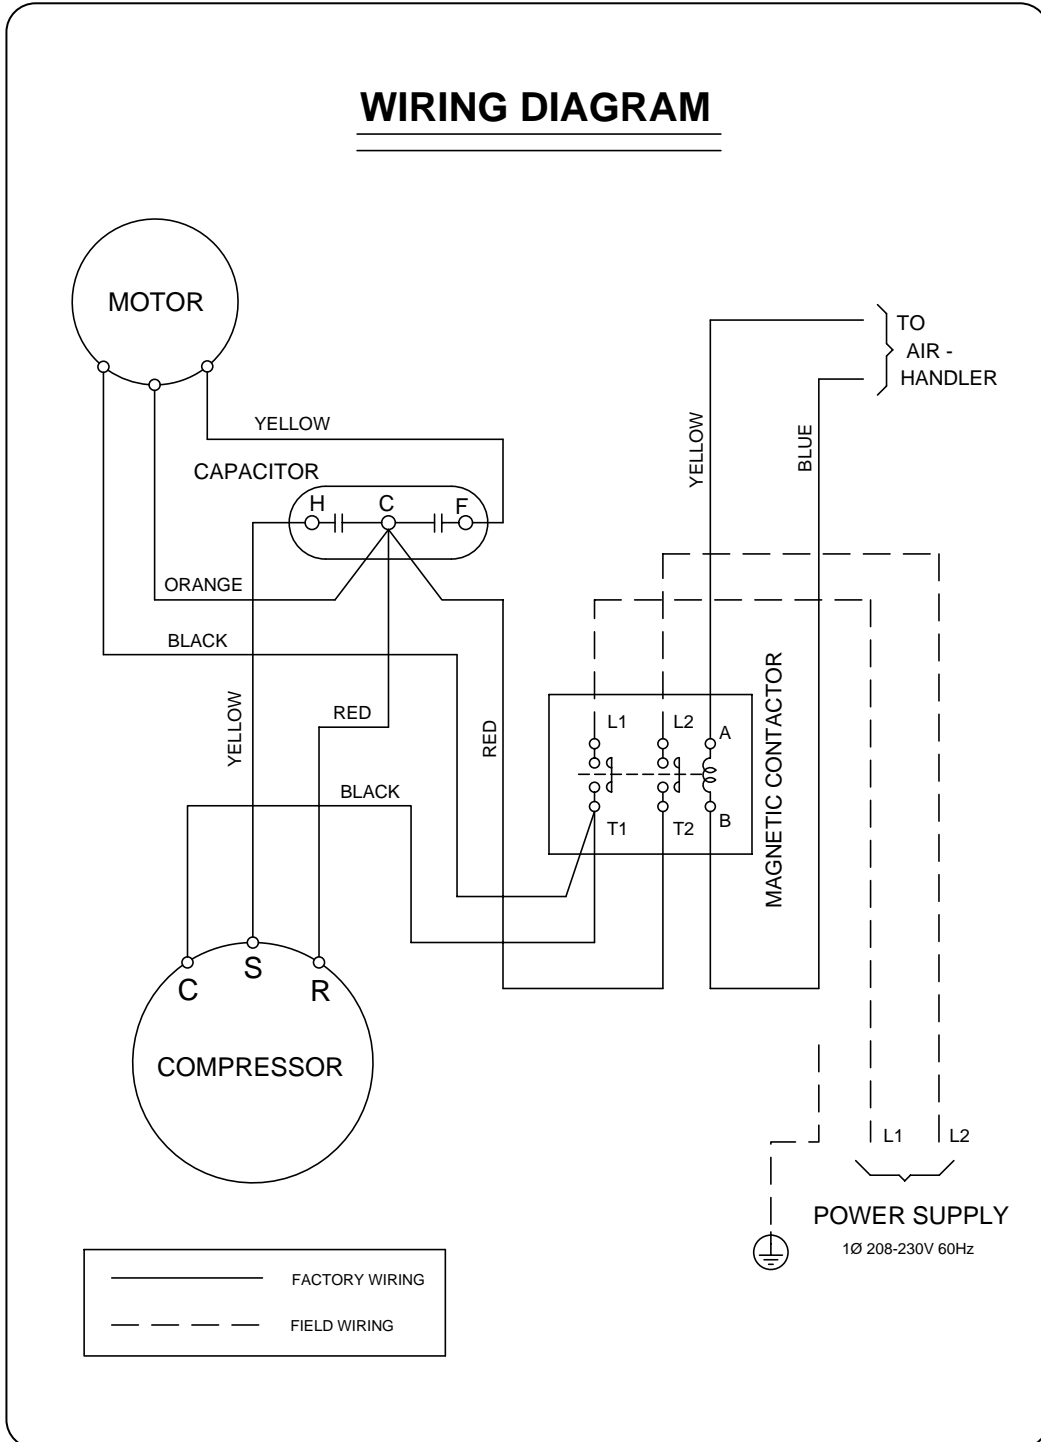 WIRING DIAGRAM
MOTOR
TO
AIR -
HANDLER
YELLOW
YELLOW
BLUE
CAPACITOR
H
C
F
ORANGE
BLACK
YELLOW
RED
RED
MAGNETIC CONTACTOR
L1
L2
A
BLACK
T1
T2
B
C
S
R
COMPRESSOR
L1
L2
POWER SUPPLY
1Ø 208-230V 60Hz
FACTORY WIRING
FIELD WIRING